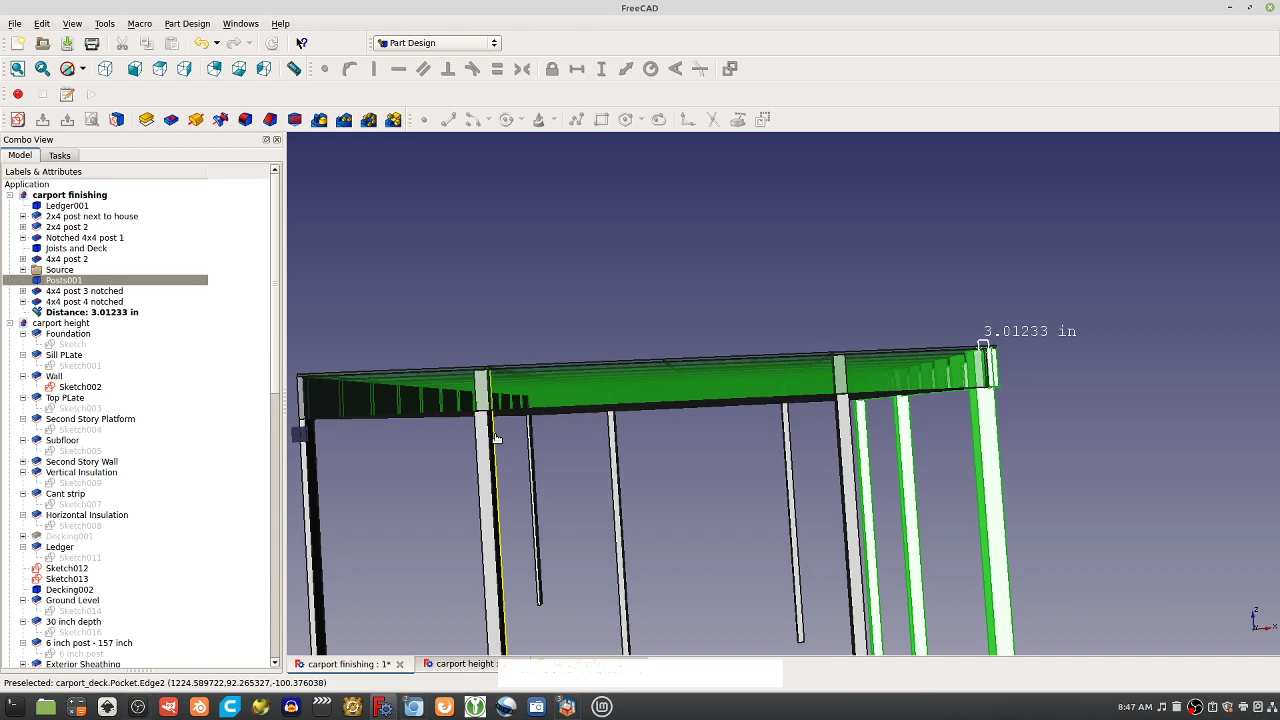 FreeCAD
File Edit View Tools Macro Part Design Windows Help
Part Design
Combo View
Model Tasks
Labels & Attributes
Application
carport finishing
Ledger001
2x4 post next to house
2x4 post 2
Notched 4x4 post 1
Joists and Deck
4x4 post 2
Source
Posts001
4x4 post 3 notched
4x4 post 4 notched
Distance: 3.01233 in
carport height
Foundation
Sketch
Sill PLate
Sketch001
Wall
Sketch002
Top PLate
Sketch003
Second Story Platform
Sketch004
Subfloor
Sketch005
Second Story Wall
Vertical Insulation
Sketch009
Cant strip
Sketch007
Horizontal Insulation
Sketch008
Decking001
Ledger
Sketch011
Sketch012
Sketch013
Decking002
Ground Level
Sketch014
30 inch depth
Sketch016
6 inch post - 157 inch
6 inch post
Exterior Sheathing
3.01233 in
Z
X
carport finishing : 1*
carport height :
Preselected: carport_deck.Pocket.Edge2 (1224.589722,92.265327,-100.376038)
8:47 AM